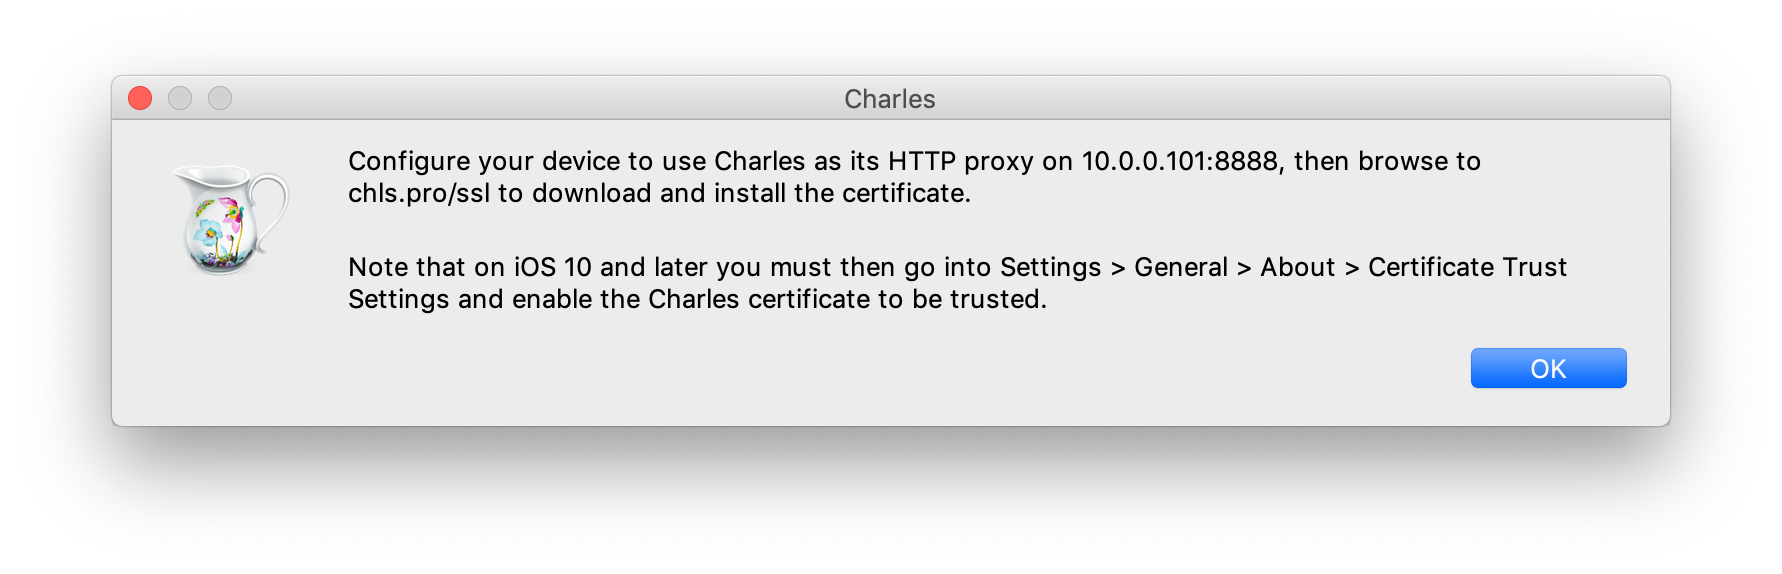 Charles
Configure your device to use Charles as its HTTP proxy on 10.0.0.101:8888, then browse to
chls.pro/ssl to download and install the certificate.
Note that on iOS 10 and later you must then go into Settings > General > About > Certificate Trust
Settings and enable the Charles certificate to be trusted.
OK